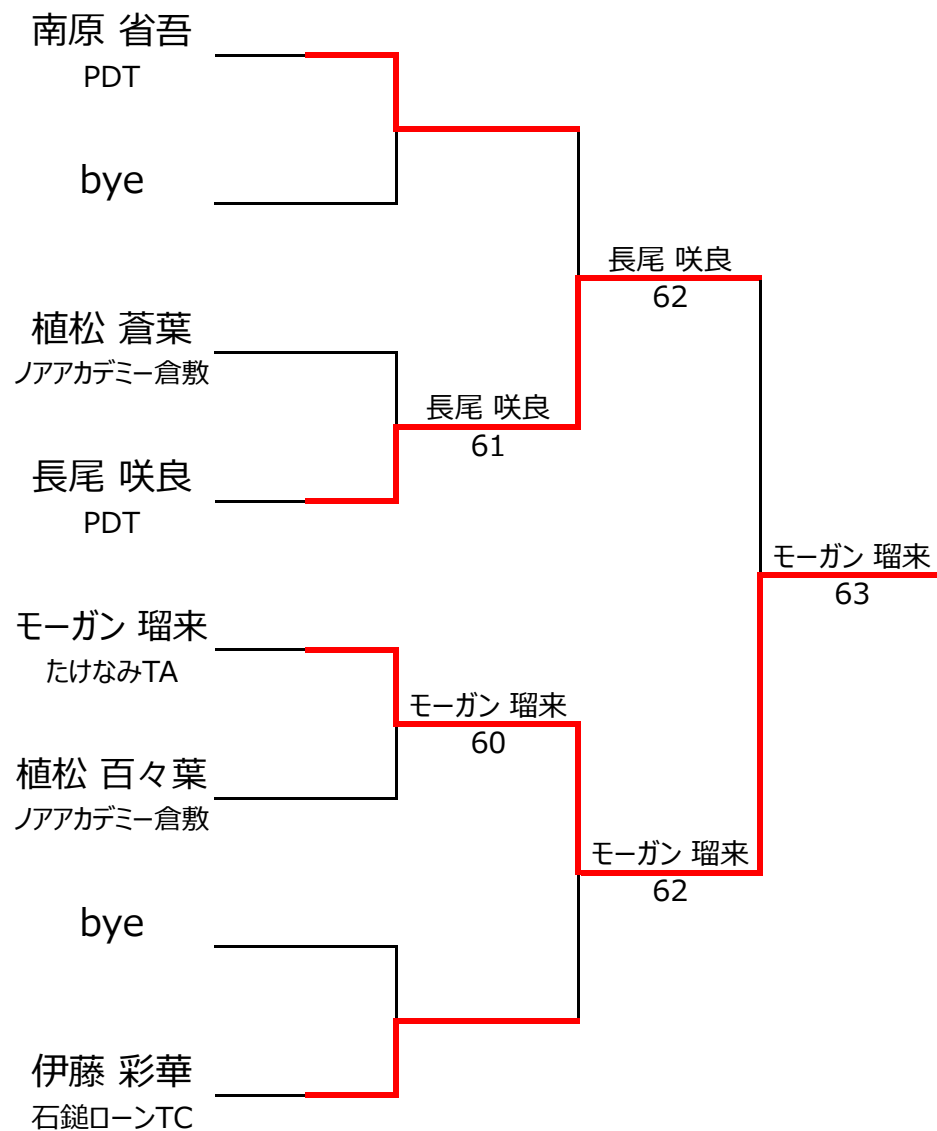 南原 省吾
PDT
bye
植松 蒼葉
ノアアカデミー倉敷
長尾 咲良
PDT
モーガン 瑠来
たけなみTA
植松 百々葉
ノアアカデミー倉敷
bye
伊藤 彩華
石鎚ローンTC
長尾 咲良
61
モーガン 瑠来
60
長尾 咲良
62
モーガン 瑠来
62
モーガン 瑠来
63